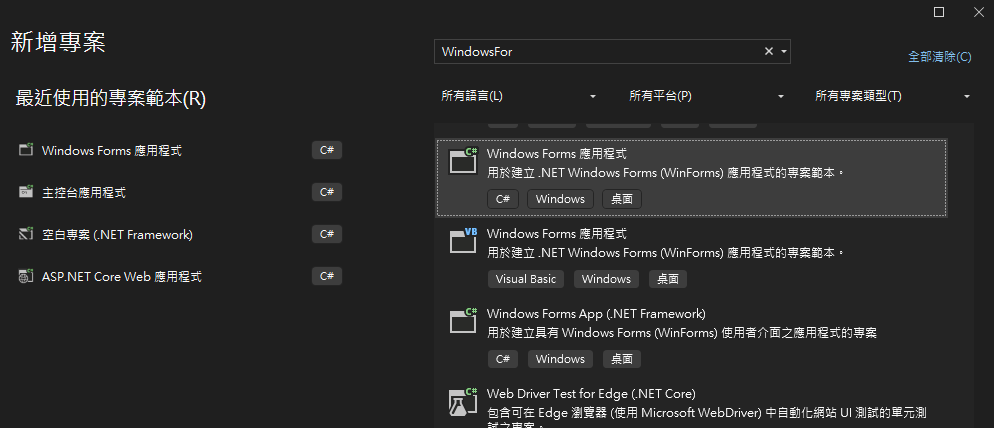 新增專案
WindowsFor
全部清除(C)
最近使用的專案範本(R)
所有語言(L)
所有平台(P)
所有專案類型(T)
Windows Forms 應用程式
C#
主控台應用程式
C#
空白專案 (.NET Framework)
C#
ASP.NET Core Web 應用程式
C#
Windows Forms 應用程式
用於建立 .NET Windows Forms (WinForms) 應用程式的專案範本。
C# Windows 桌面
Windows Forms 應用程式
用於建立 .NET Windows Forms (WinForms) 應用程式的專案範本。
Visual Basic Windows 桌面
Windows Forms App (.NET Framework)
用於建立具有 Windows Forms (WinForms) 使用者介面之應用程式的專案
C# Windows 桌面
Web Driver Test for Edge (.NET Core)
包含可在 Edge 瀏覽器 (使用 Microsoft WebDriver) 中自動化網站 UI 測試的單元測
試之專案。